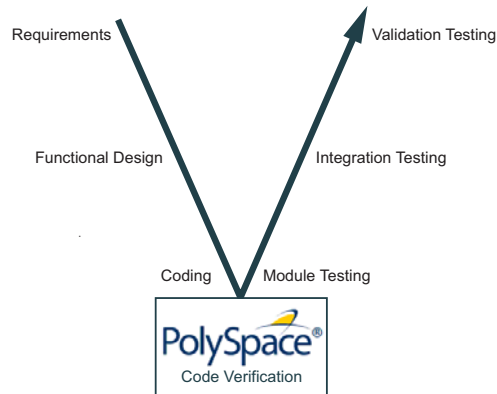 Requirements
Validation Testing
Functional Design
Integration Testing
Coding
Module Testing
PolySpace®
Code Verification